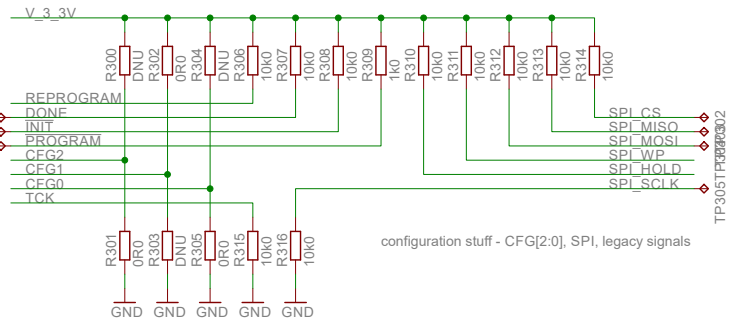 V_3_3V
R300 DNU
R302 0R0
R304 DNU
R306 10k0
R307 10k0
R308 10k0
R309 1k0
R310 10k0
R311 10k0
R312 10k0
R313 10k0
R314 10k0
REPROGRAM
DONE
INIT
PROGRAM
CFG2
CFG1
CFG0
TCK
SPI_CS
SPI_MISO
SPI_MOSI
SPI_WP
SPI_HOLD
SPI_SCLK
TP305
R301 0R0
R303 DNU
R305 0R0
R315 10k0
R316 10k0
configuration stuff - CFG[2:0], SPI, legacy signals
GND GND GND GND GND